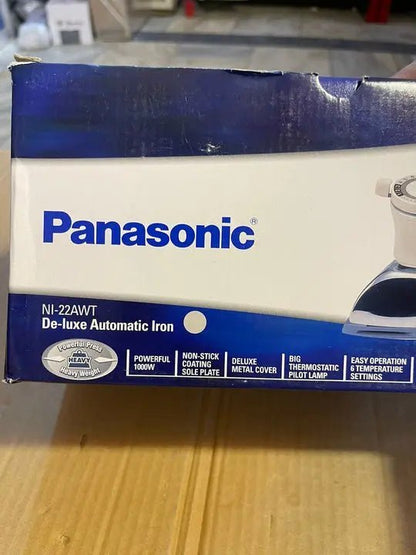 Panasonic®
NI-22AWT
De-luxe Automatic Iron
Powerful Press
HEAVY
Heavy Weight
POWERFUL
1000W
NON-STICK
COATING
SOLE PLATE
DELUXE
METAL COVER
BIG
THERMOSTATIC
PILOT LAMP
EASY OPERATION
6 TEMPERATURE
SETTINGS